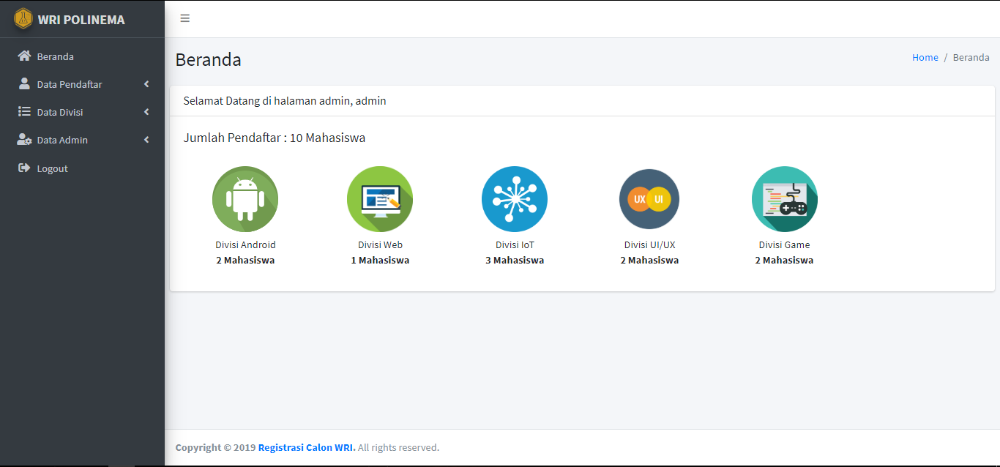 WRI POLINEMA
Beranda
Data Pendaftar
Data Divisi
Data Admin
Logout
Beranda
Home / Beranda
Selamat Datang di halaman admin, admin
Jumlah Pendaftar : 10 Mahasiswa
UX UI
Divisi Android
2 Mahasiswa
Divisi Web
1 Mahasiswa
Divisi IoT
3 Mahasiswa
Divisi UI/UX
2 Mahasiswa
Divisi Game
2 Mahasiswa
Copyright © 2019 Registrasi Calon WRI. All rights reserved.